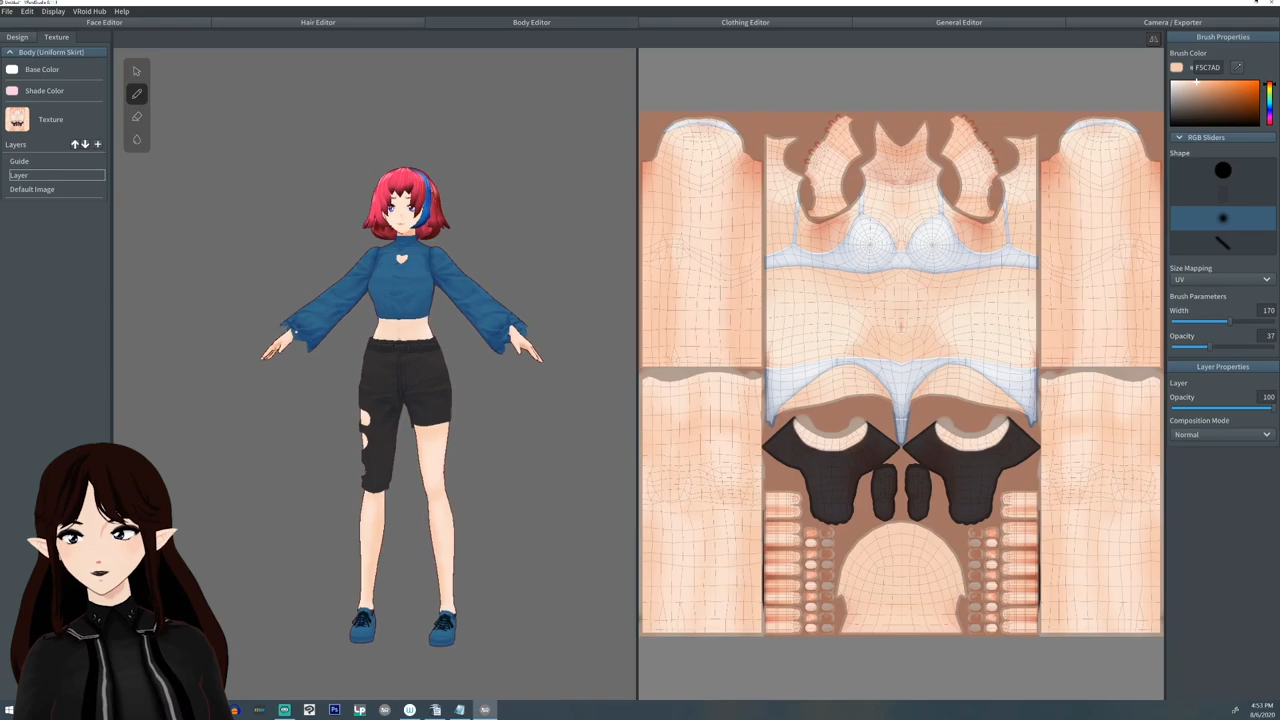 File Edit Display VRoid Hub Help
Face Editor Hair Editor Body Editor Clothing Editor General Editor Camera / Exporter
Design Texture
Body (Uniform Skirt)
Base Color
Shade Color
Texture
Layers
Guide
Layer
Default Image
Brush Properties
Brush Color
# F5C7AD
RGB Sliders
Shape
Size Mapping
UV
Brush Parameters
Width 170
Opacity 37
Layer Properties
Layer
Opacity 100
Composition Mode
Normal
4:53 PM
8/6/2020